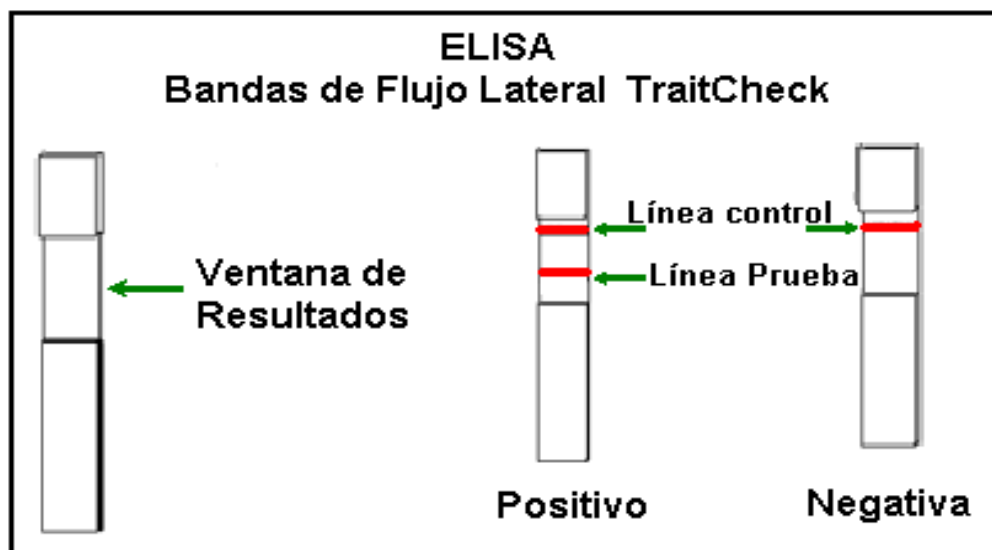 ELISA
Bandas de Flujo Lateral TraitCheck
Ventana de
Resultados
Línea control
Línea Prueba
Positivo
Negativa